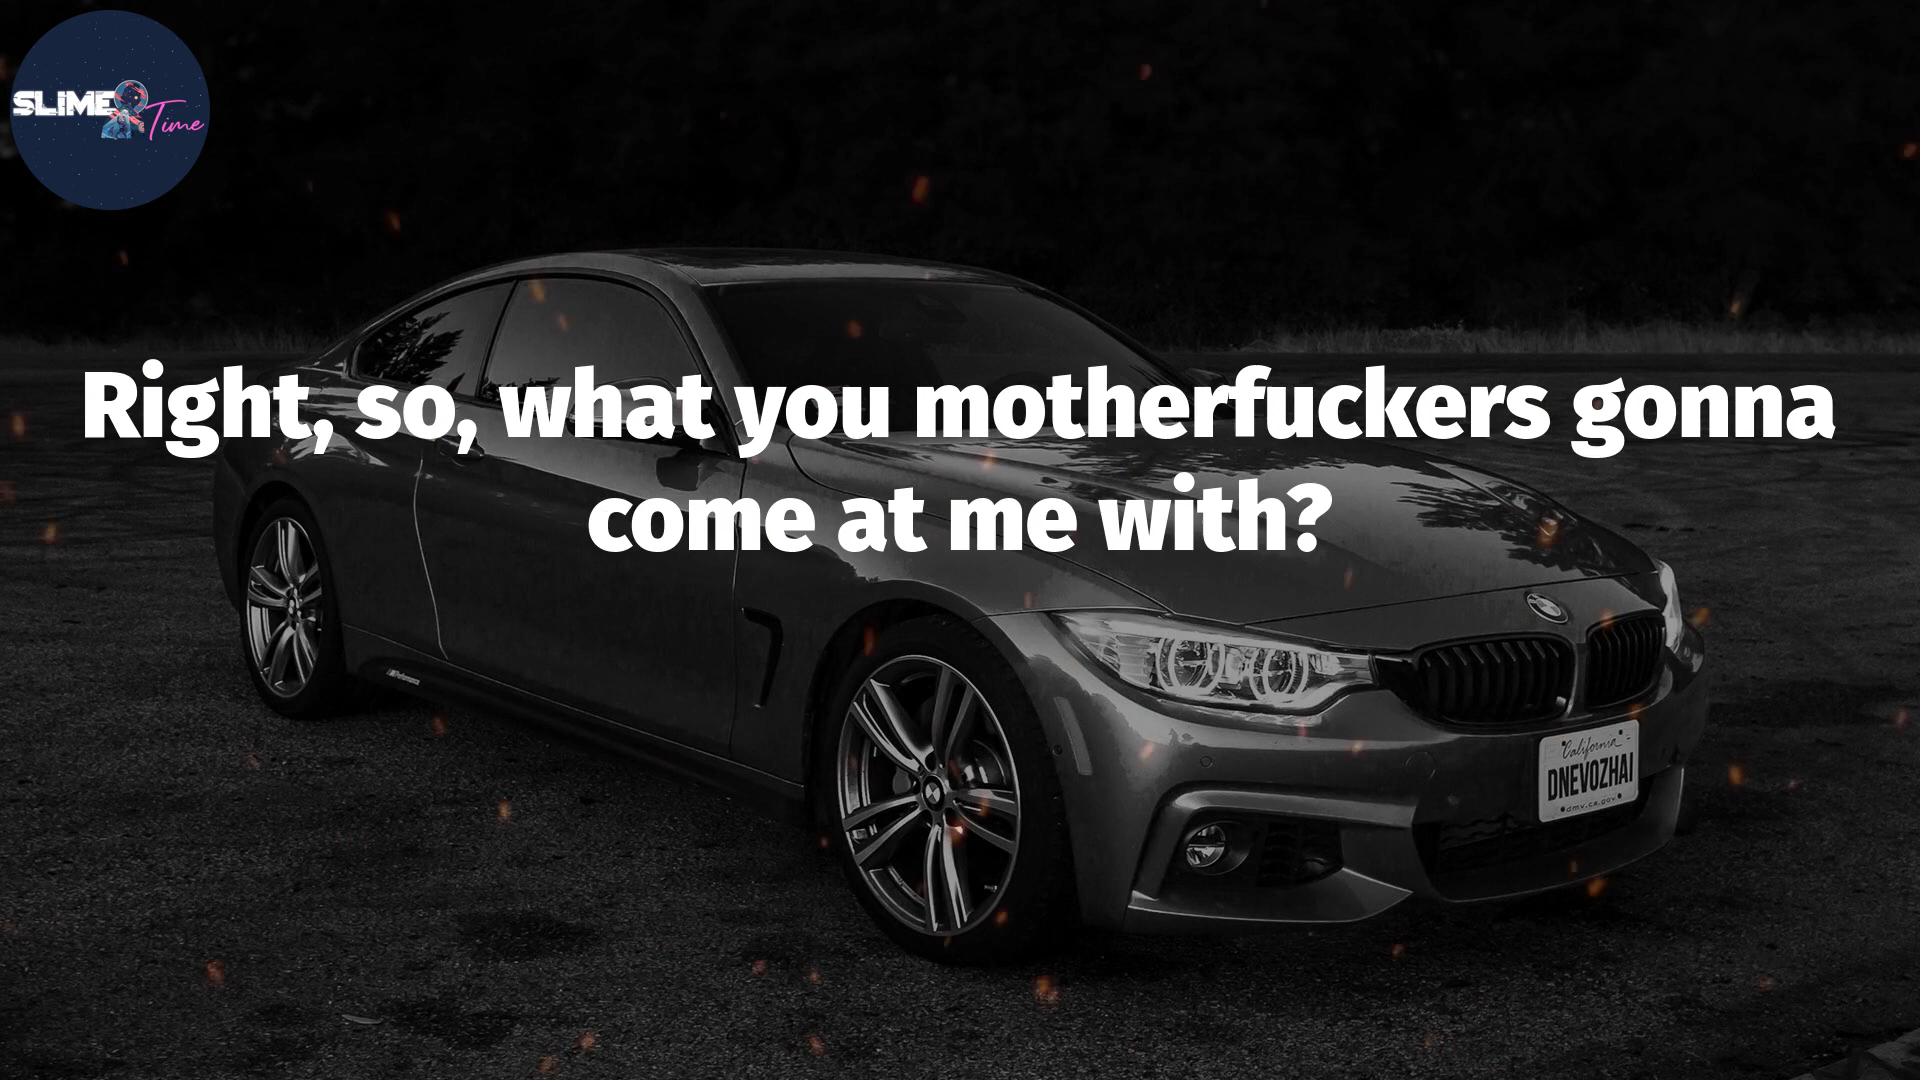 SLIME Time
Right, so, what you motherfuckers gonna
come at me with?
California
DNEVOZHAI
dmv.ca.gov